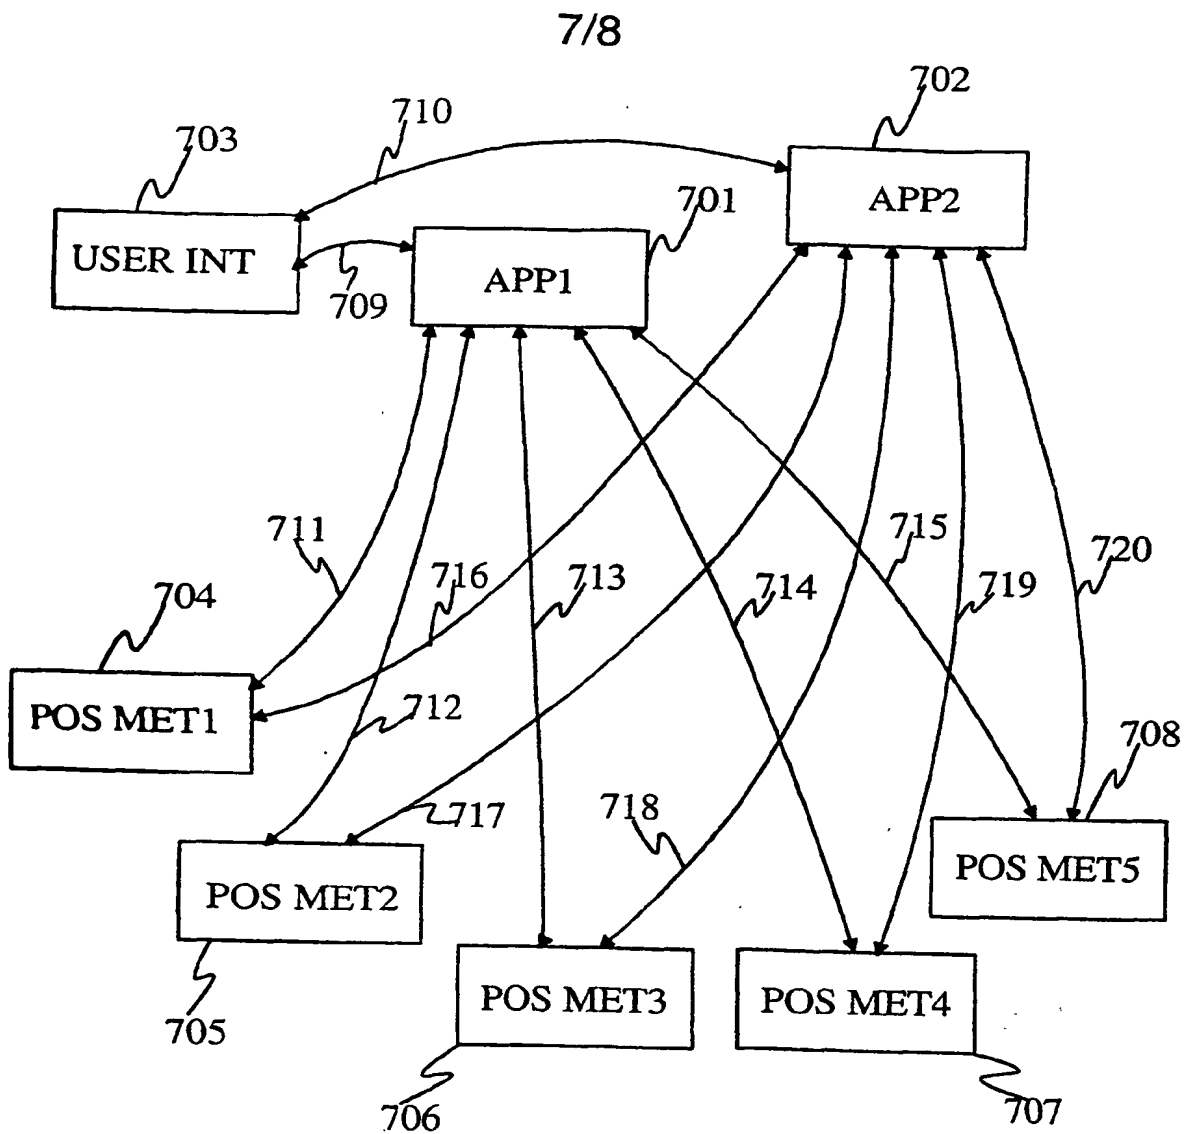 7/8
702
710
703
701
APP2
USER INT
APP1
709
711
715
720
716
713
714
719
704
POS MET1
712
708
717
718
POS MET5
POS MET2
POS MET3
POS MET4
705
706
707